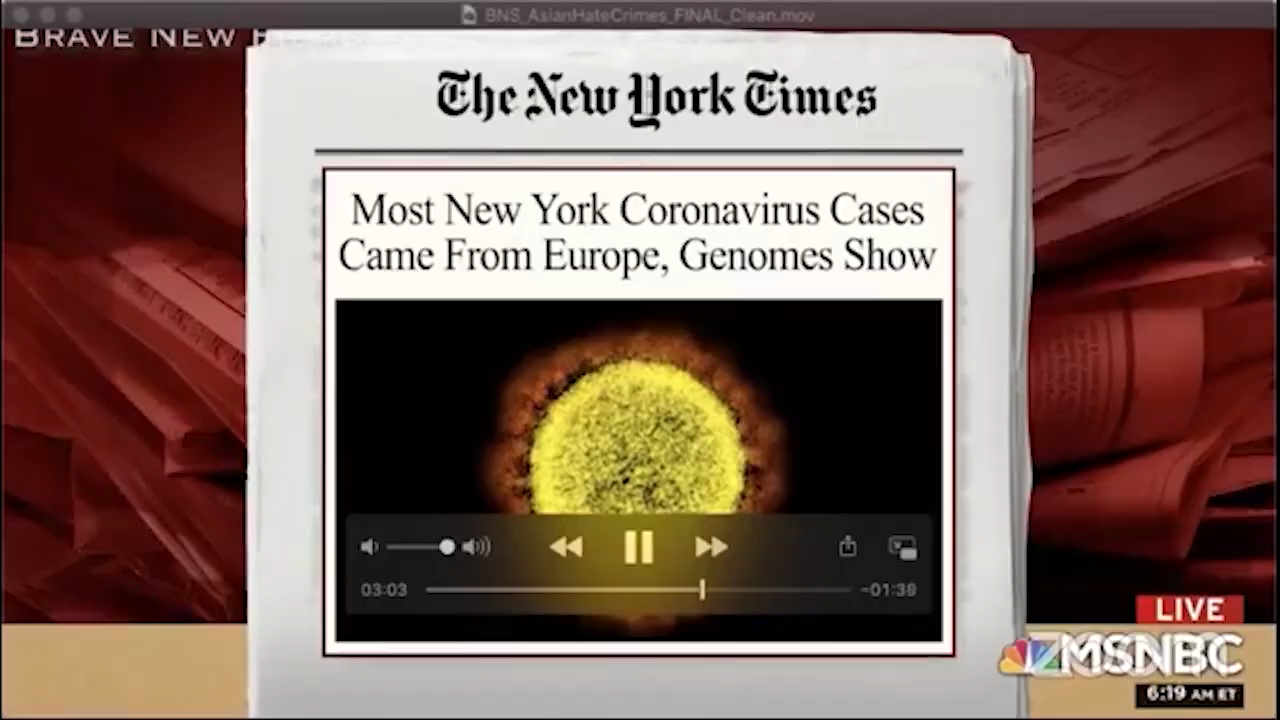 BNS_AsianHateCrimes_FINAL_Clean.mov
BRAVE NEW
The New York Times
Most New York Coronavirus Cases
Came From Europe, Genomes Show
03:03
-01:38
LIVE
MSNBC
6:19 AM ET